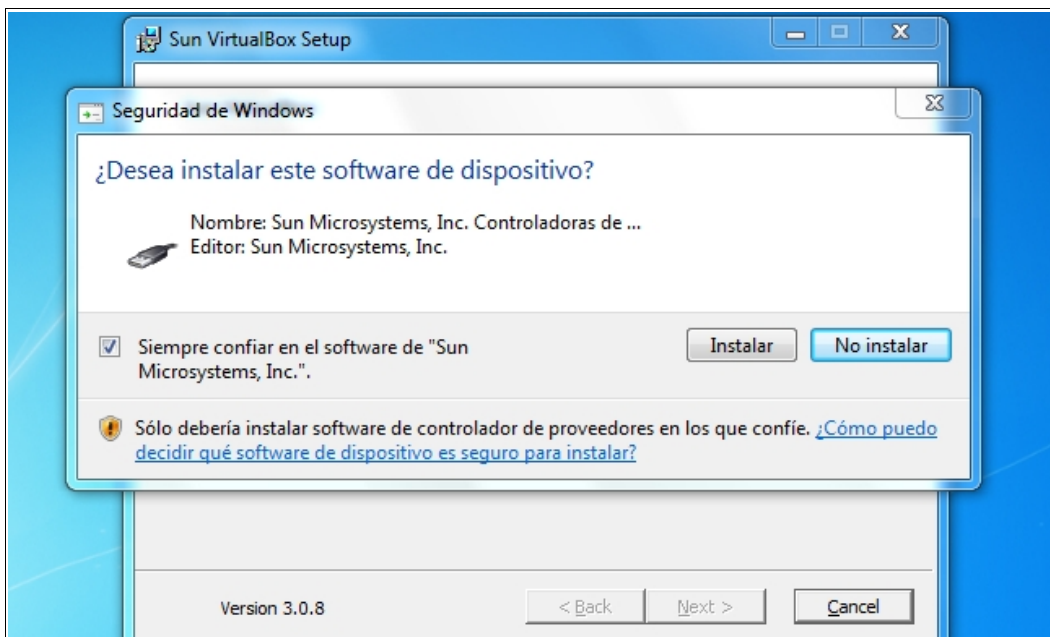 Sun VirtualBox Setup
Seguridad de Windows
¿Desea instalar este software de dispositivo?
Nombre: Sun Microsystems, Inc. Controladoras de ...
Editor: Sun Microsystems, Inc.
Siempre confiar en el software de "Sun
Microsystems, Inc.".
Instalar
No instalar
Sólo debería instalar software de controlador de proveedores en los que confíe. ¿Cómo puedo
decidir qué software de dispositivo es seguro para instalar?
Version 3.0.8
< Back
Next >
Cancel